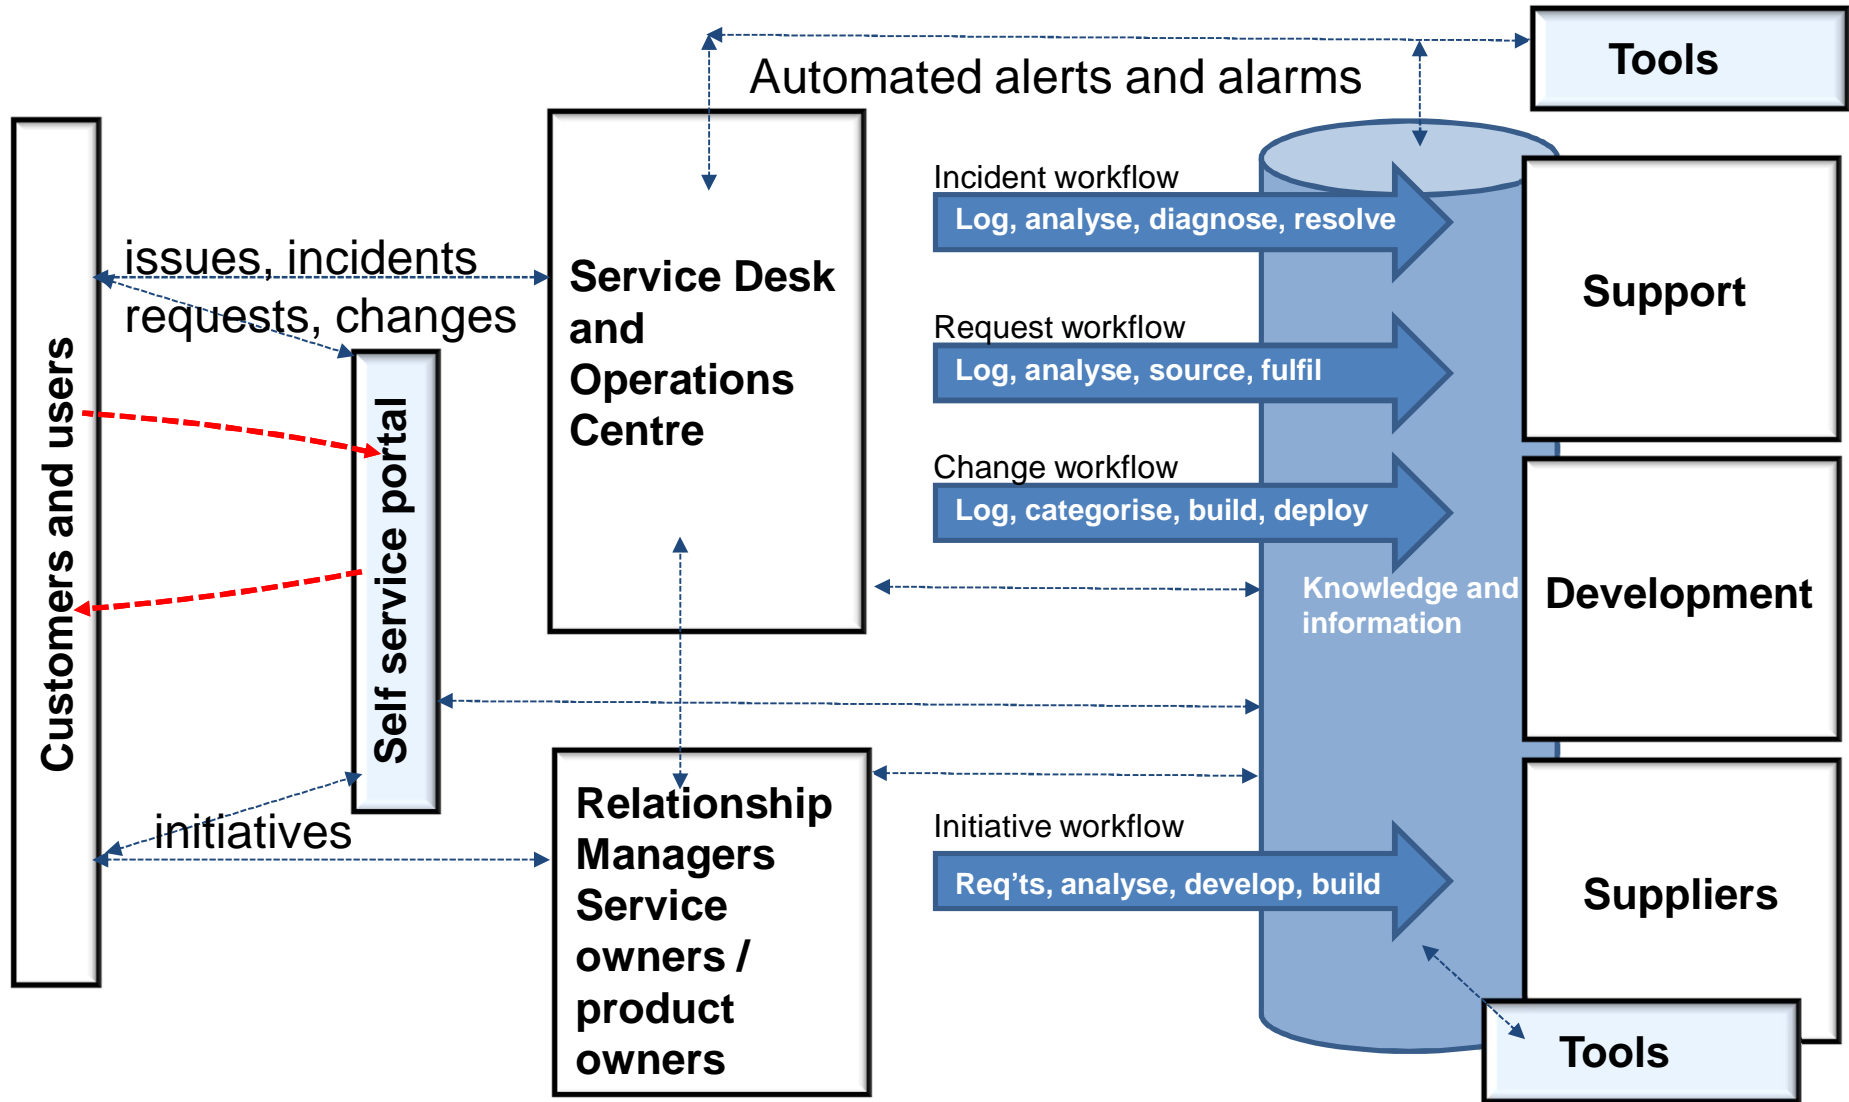 Tools
Automated alerts and alarms
Customers and users
issues, incidents
requests, changes
Self service portal
initiatives
Service Desk
and
Operations
Centre
Relationship
Managers
Service
owners /
product
owners
Incident workflow
Log, analyse, diagnose, resolve
Request workflow
Log, analyse, source, fulfil
Change workflow
Log, categorise, build, deploy
Knowledge and
information
Initiative workflow
Req’ts, analyse, develop, build
Support
Development
Suppliers
Tools